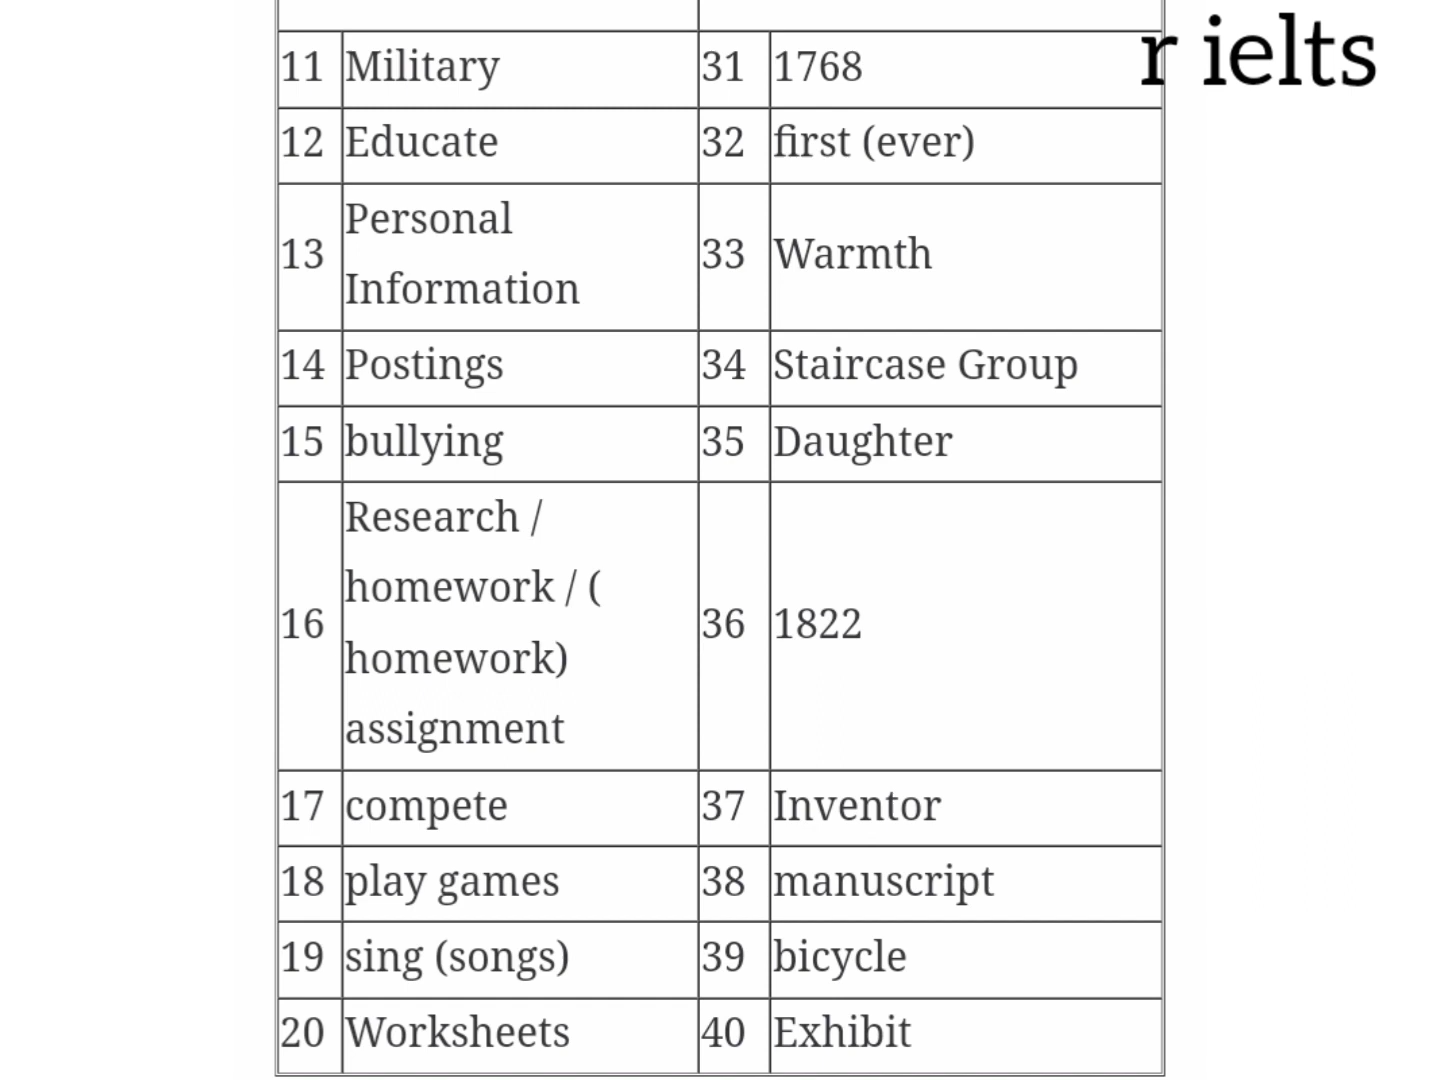 r ielts
11 Military 31 1768
12 Educate 32 first (ever)
13 Personal
Information 33 Warmth
14 Postings 34 Staircase Group
15 bullying 35 Daughter
16 Research /
homework / (
homework)
assignment 36 1822
17 compete 37 Inventor
18 play games 38 manuscript
19 sing (songs) 39 bicycle
20 Worksheets 40 Exhibit